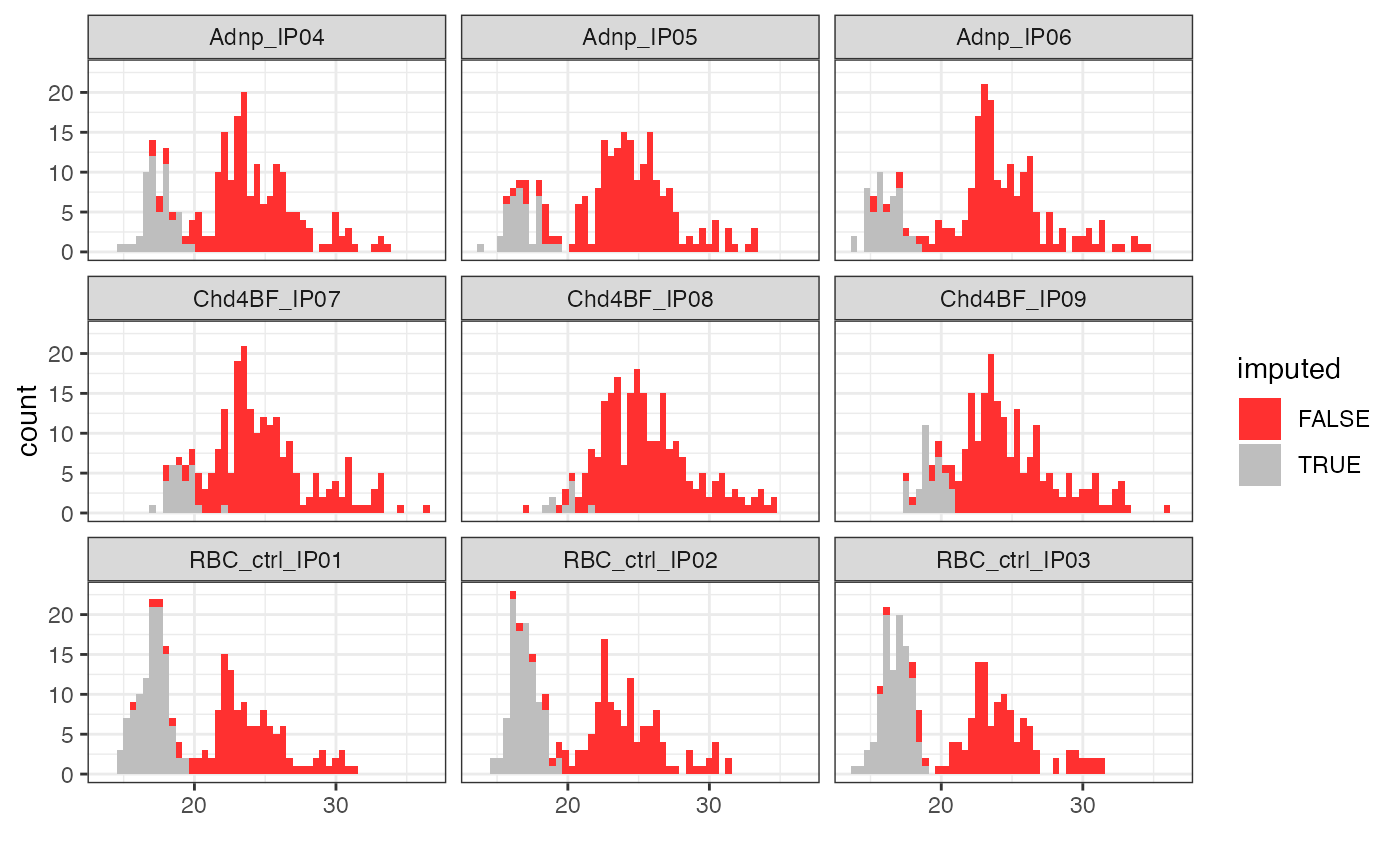 Adnp_IP04 Adnp_IP05 Adnp_IP06
20
15
10
5
0
Chd4BF_IP07 Chd4BF_IP08 Chd4BF_IP09
20
15
10
5
0
RBC_ctrl_IP01 RBC_ctrl_IP02 RBC_ctrl_IP03
20
15
10
5
0
20 30 20 30 20 30
count
imputed
FALSE
TRUE